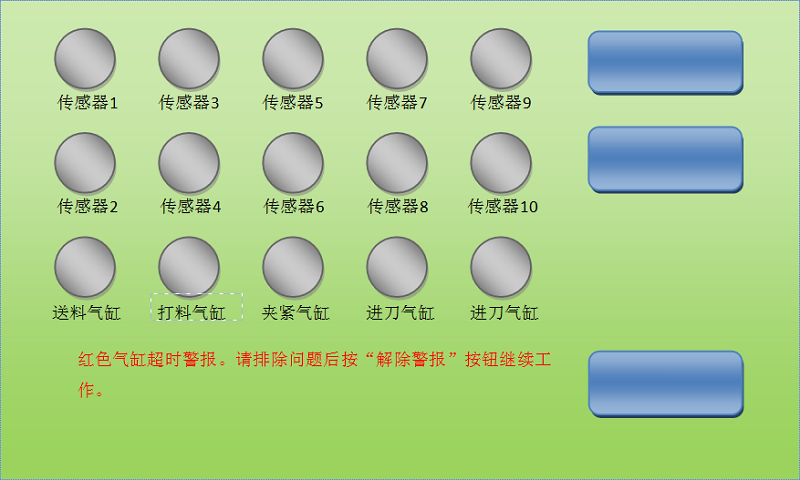 传感器1
传感器3
传感器5
传感器7
传感器9
传感器2
传感器4
传感器6
传感器8
传感器10
送料气缸
打料气缸
夹紧气缸
进刀气缸
进刀气缸
红色气缸超时警报。请排除问题后按“解除警报”按钮继续工
作。